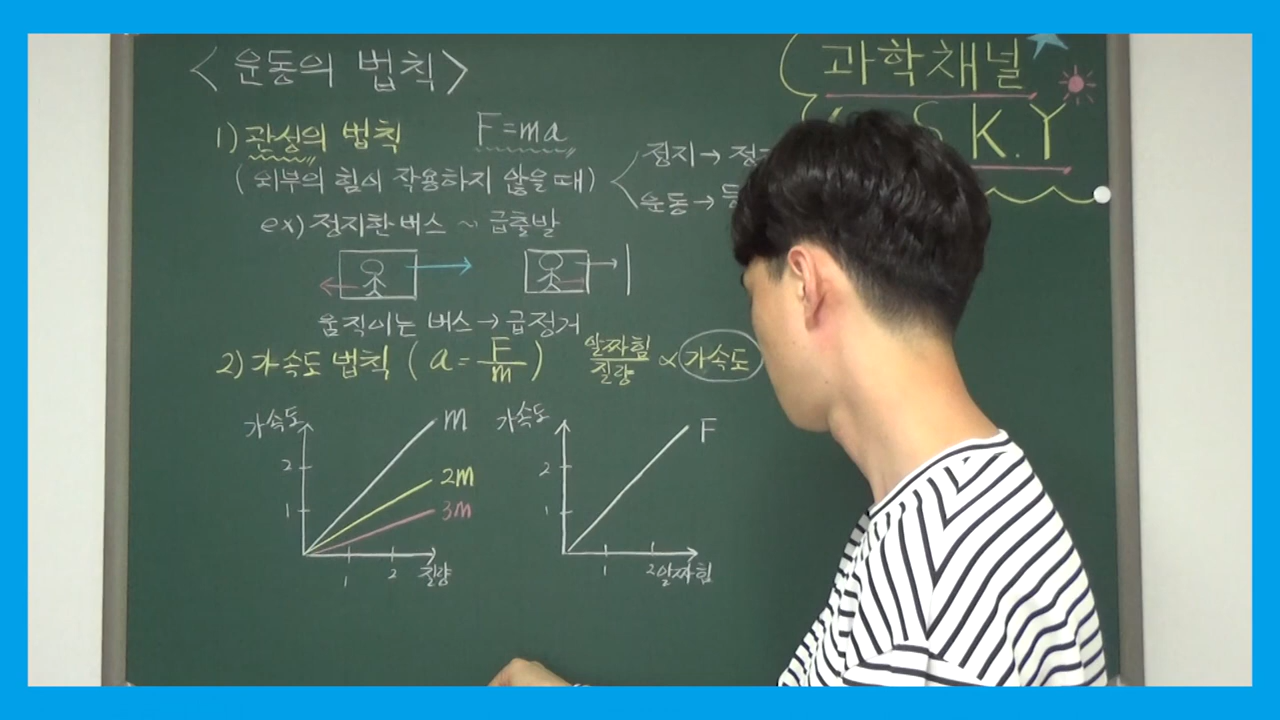 <운동의 법칙>
과학채널
S K.Y
1) 관성의 법칙 F=ma
(외부의 힘이 작용하지 않을 때) < 정지→
운동→
ex) 정지한 버스 ~ 급출발
움직이는 버스→급정거
2) 가속도 법칙 ( a = F/m ) 알짜힘/질량 ∝ 가속도
가속도 m
2m
3m
2
1
1 2 질량
가속도 F
2
1
1 2 알짜힘